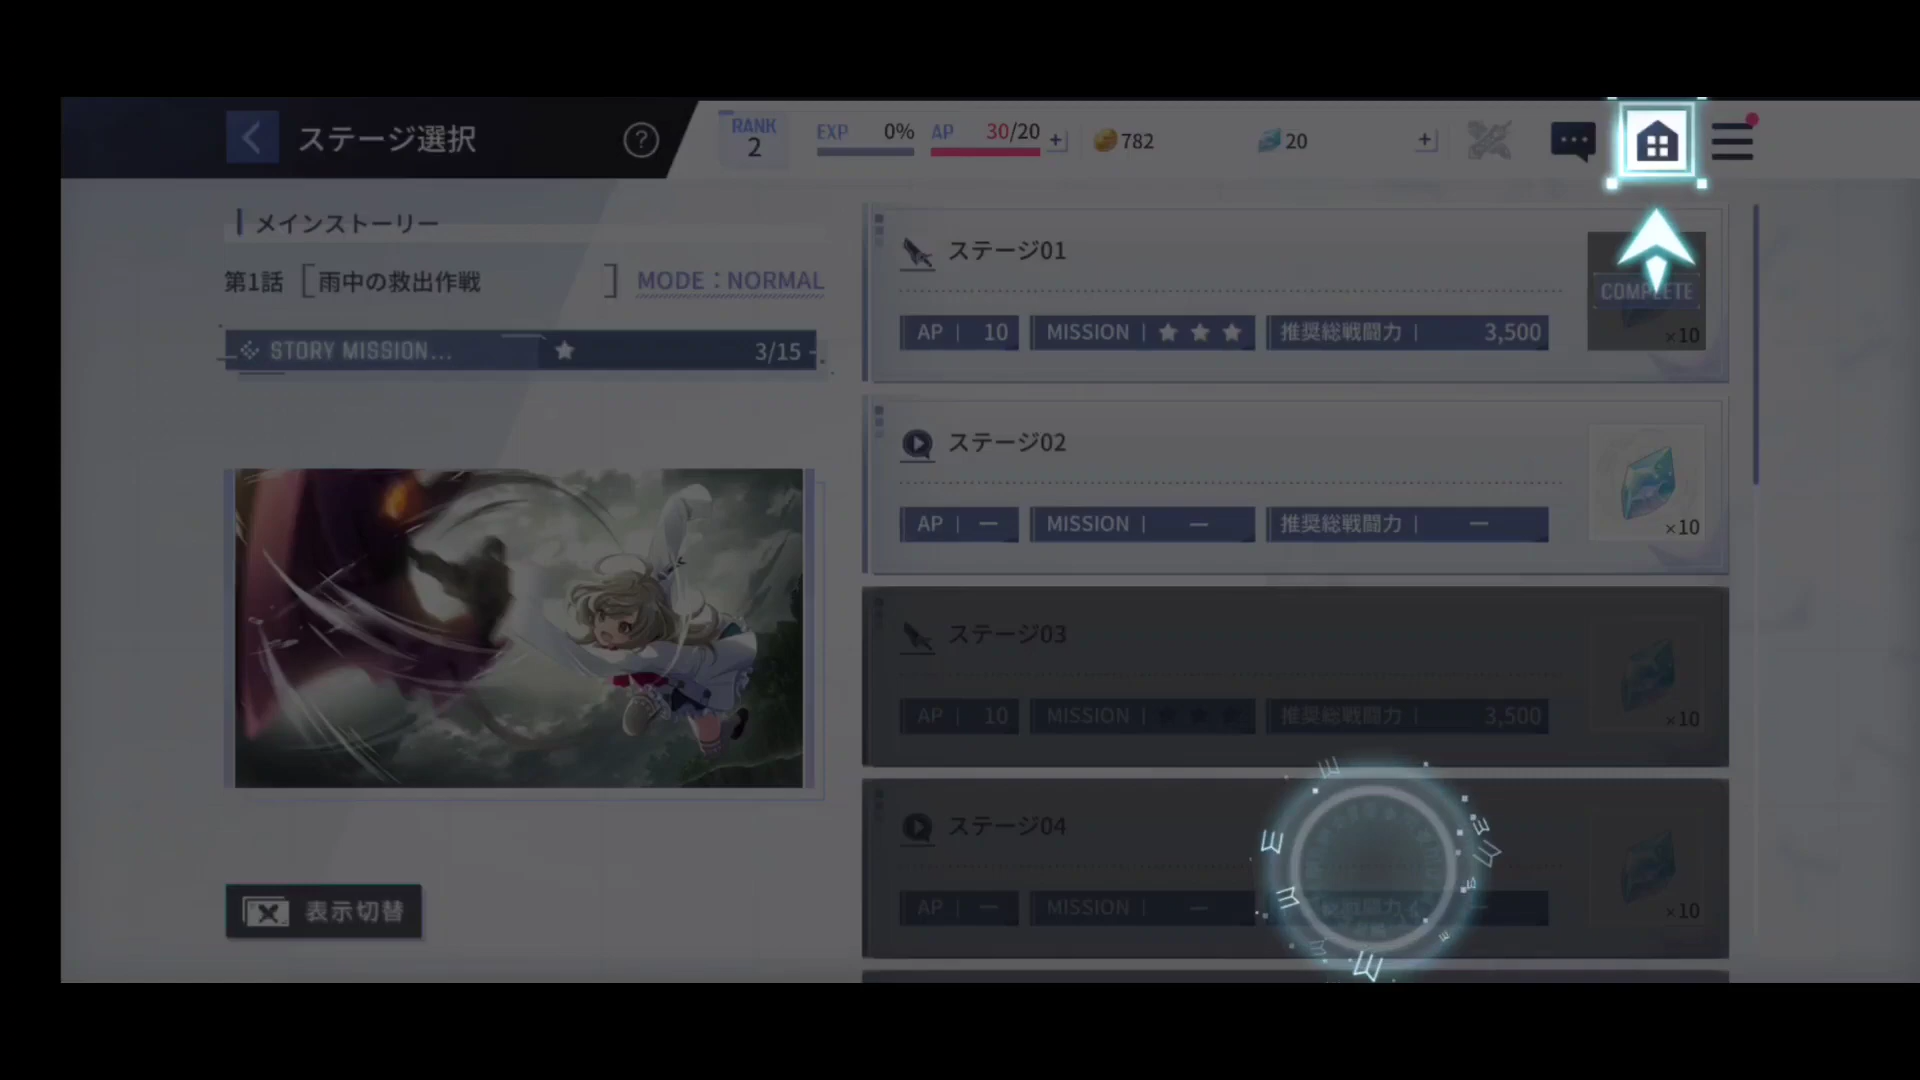 ステージ選択
?
RANK
2
EXP 0%
AP 30/20
782
20
メインストーリー
第1話 [雨中の救出作戦] MODE：NORMAL
STORY MISSION... ★ 3/15
表示切替
ステージ01
AP | 10 MISSION | ★★★ 推奨総戦闘力 | 3,500
COMPLETE
×10
ステージ02
AP | — MISSION | — 推奨総戦闘力 | —
×10
ステージ03
AP | 10 MISSION | ★★★ 推奨総戦闘力 | 3,500
×10
ステージ04
AP | — MISSION | — 総戦闘力 —
×10